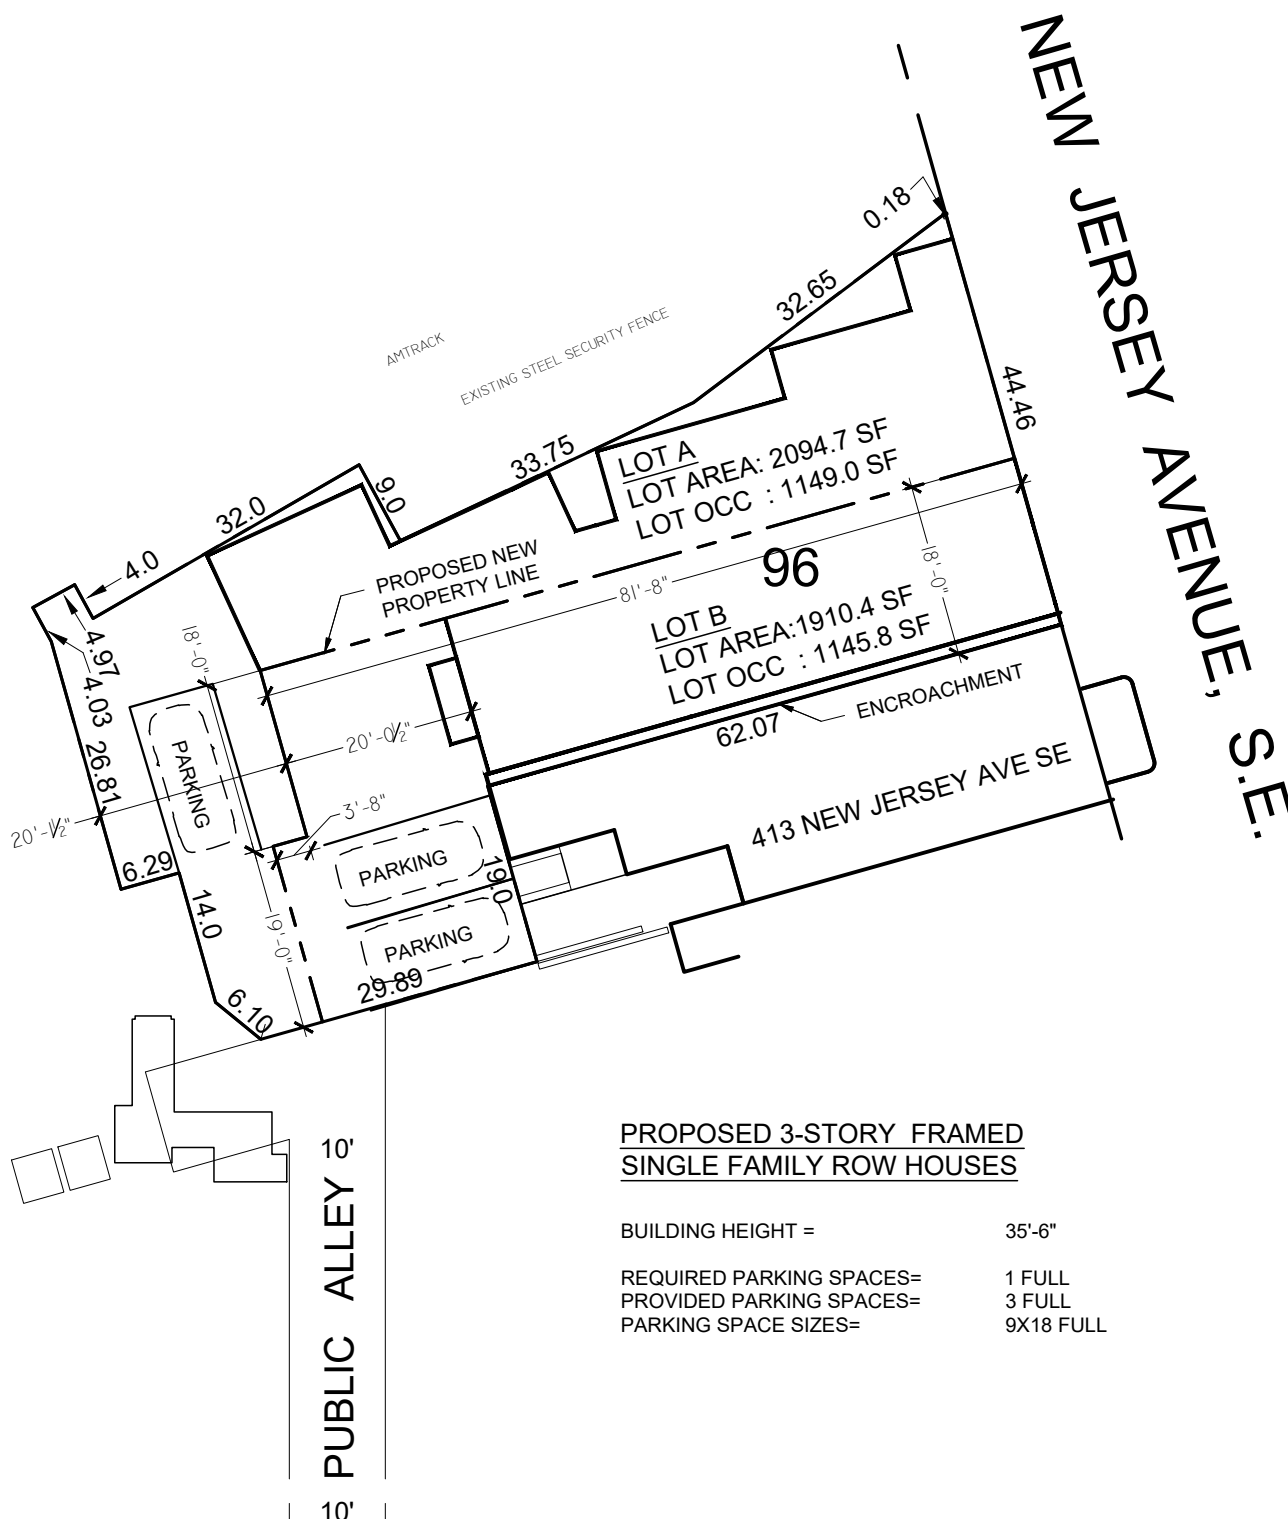 NEW JERSEY AVENUE, S.E.
0.18
32.65
44.46
AMTRACK
EXISTING STEEL SECURITY FENCE
33.75
9.0
32.0
4.0
4.97
4.03
26.81
LOT A
LOT AREA: 2094.7 SF
LOT OCC : 1149.0 SF
PROPOSED NEW
PROPERTY LINE
96
81'-8"
18'-0"
LOT B
LOT AREA:1910.4 SF
LOT OCC : 1145.8 SF
ENCROACHMENT
62.07
413 NEW JERSEY AVE SE
18'-0"
PARKING
20'-0½"
20'-½"
3'-8"
6.29
14.0
19'-0"
PARKING
19.0
PARKING
29.89
6.10
10'
PUBLIC ALLEY
10'
PROPOSED 3-STORY FRAMED
SINGLE FAMILY ROW HOUSES
BUILDING HEIGHT = 35'-6"
REQUIRED PARKING SPACES= 1 FULL
PROVIDED PARKING SPACES= 3 FULL
PARKING SPACE SIZES= 9X18 FULL